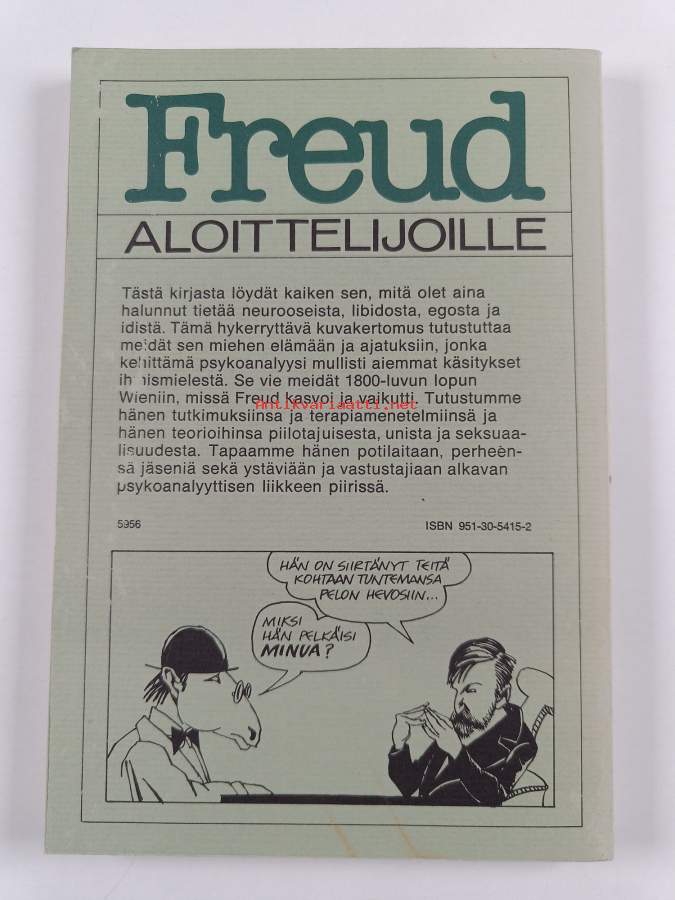 Freud
ALOITTELIJOILLE
Tästä kirjasta löydät kaiken sen, mitä olet aina
halunnut tietää neurooseista, libidosta, egosta ja
idistä. Tämä hykerryttävä kuvakertomus tutustuttaa
meidät sen miehen elämään ja ajatuksiin, jonka
kehittämä psykoanalyysi mullisti aiemmat käsitykset
ihmismielestä. Se vie meidät 1800-luvun lopun
Wieniin, missä Freud kasvoi ja vaikutti. Tutustumme
Antikvariaatti.net
hänen tutkimuksiinsa ja terapiamenetelmiinsä ja
hänen teorioihinsa piilotajuisesta, unista ja seksuaa-
lisuudesta. Tapaamme hänen potilaitaan, perheen-
sä jäseniä sekä ystäviään ja vastustajiaan alkavan
psykoanalyyttisen liikkeen piirissä.
5956 ISBN 951-30-5415-2
HÄN ON SIIRTÄNYT TEITÄ
KOHTAAN TUNTEMANSA
PELON HEVOSIIN...
MIKSI
HÄN PELKÄISI
MINUA?